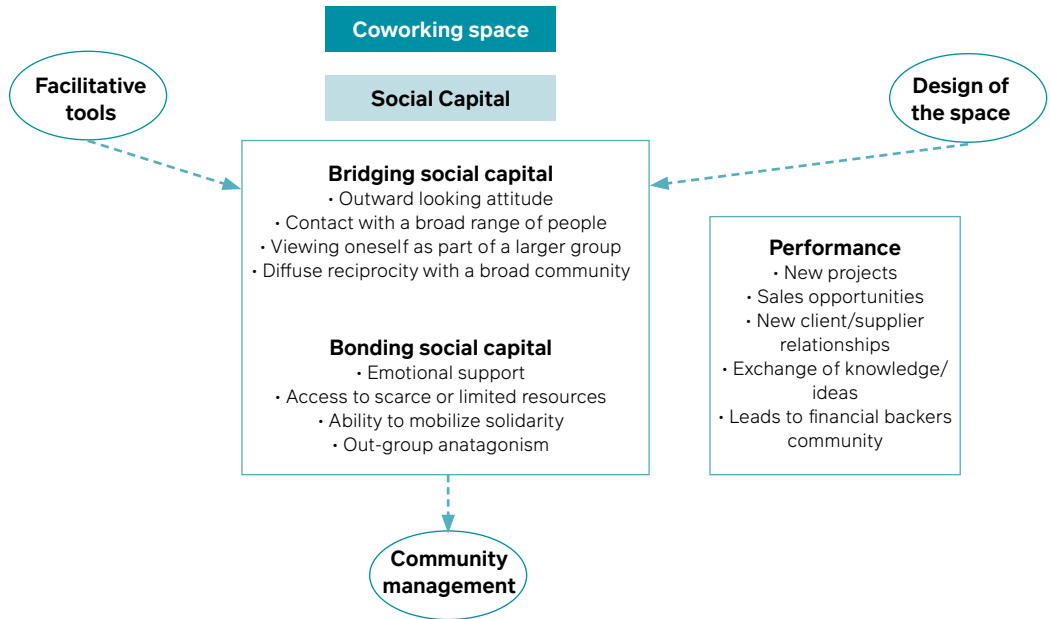 Coworking space
Social Capital
Facilitative
tools
Design of
the space
Bridging social capital
• Outward looking attitude
• Contact with a broad range of people
• Viewing oneself as part of a larger group
• Diffuse reciprocity with a broad community
Bonding social capital
• Emotional support
• Access to scarce or limited resources
• Ability to mobilize solidarity
• Out-group anatagonism
Performance
• New projects
• Sales opportunities
• New client/supplier
relationships
• Exchange of knowledge/
ideas
• Leads to financial backers
community
Community
management